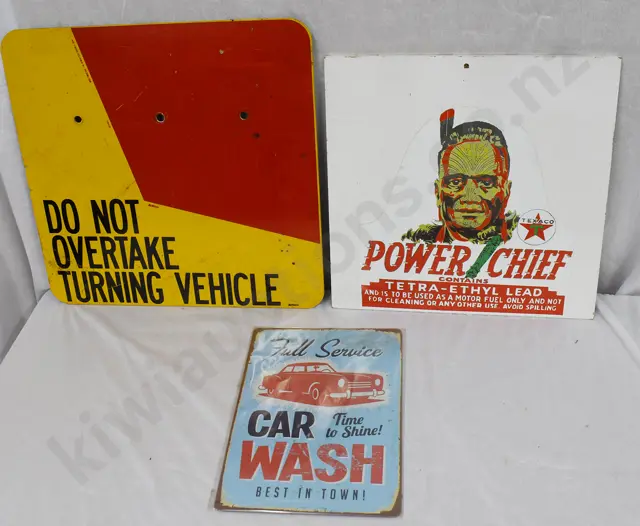 DO NOT
OVERTAKE
TURNING VEHICLE
TEXACO
T
POWER CHIEF
CONTAINS
TETRA-ETHYL LEAD
AND IS TO BE USED AS A MOTOR FUEL ONLY AND NOT
FOR CLEANING OR ANY OTHER USE. AVOID SPILLING
Full Service
CAR
Time
to Shine!
WASH
BEST IN TOWN!
kiwiauctions.co.nz